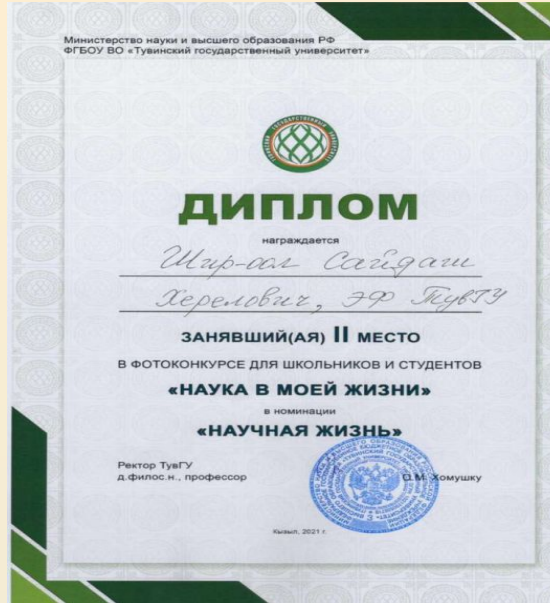 Министерство науки и высшего образования РФ
ФГБОУ ВО «Тувинский государственный университет»
ДИПЛОМ
награждается
Шир-оол Сайдаш
Херелович, ЭФ ТувГУ
ЗАНЯВШИЙ(АЯ) II МЕСТО
В ФОТОКОНКУРСЕ ДЛЯ ШКОЛЬНИКОВ И СТУДЕНТОВ
«НАУКА В МОЕЙ ЖИЗНИ»
в номинации
«НАУЧНАЯ ЖИЗНЬ»
Ректор ТувГУ
д.филос.н., профессор
О.М. Хомушку
Кызыл, 2021 г.